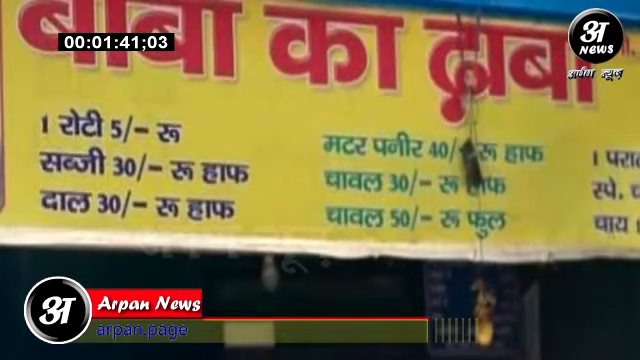 00:01:41;03
अ
NEWS
बाबा का ढ़ाबा
1 रोटी 5/- रू
सब्जी 30/- रू हाफ
दाल 30/- रू हाफ
मटर पनीर 40/- रू हाफ
चावल 30/- रू हाफ
चावल 50/- रू फुल
1
स्पे.
चाय
अ
Arpan News
arpan.page